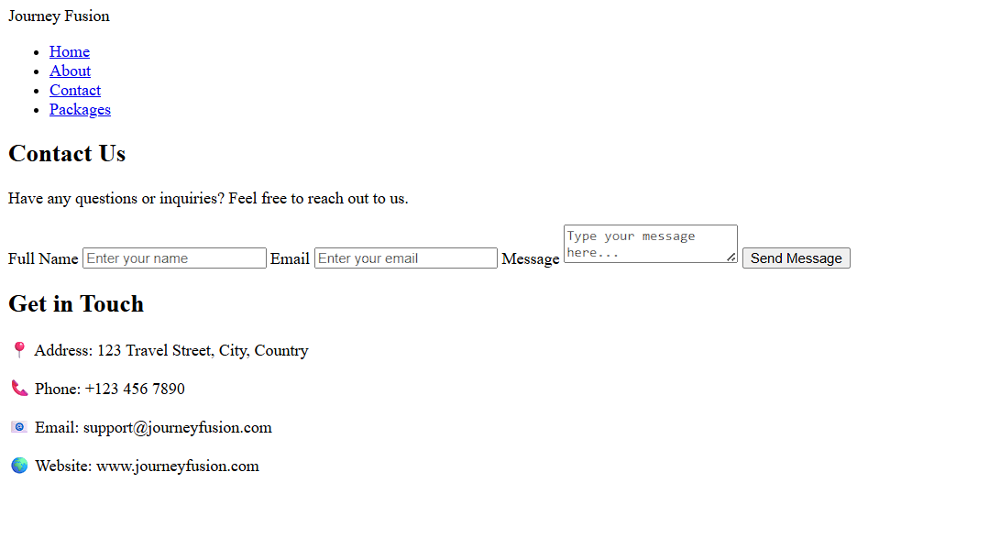 Journey Fusion
Home
About
Contact
Packages
Contact Us
Have any questions or inquiries? Feel free to reach out to us.
Full Name Enter your name Email Enter your email Message Type your message here... Send Message
Get in Touch
Address: 123 Travel Street, City, Country
Phone: +123 456 7890
Email: support@journeyfusion.com
Website: www.journeyfusion.com